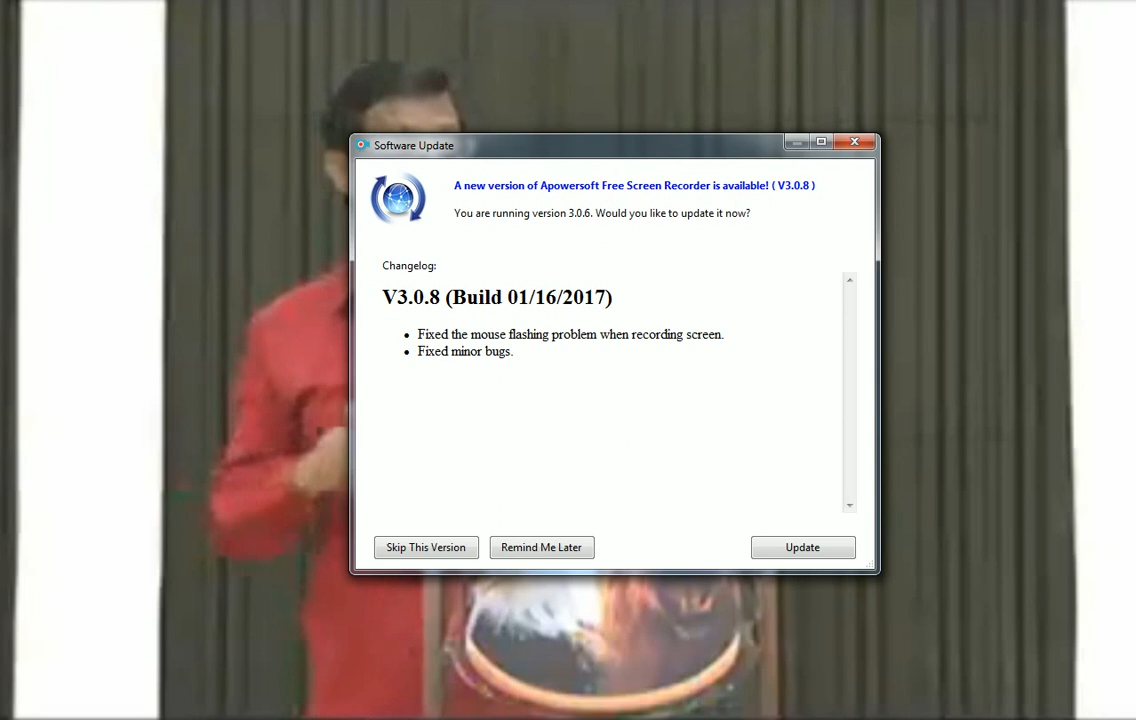 Software Update
A new version of Apowersoft Free Screen Recorder is available! ( V3.0.8 )
You are running version 3.0.6. Would you like to update it now?
Changelog:
V3.0.8 (Build 01/16/2017)
• Fixed the mouse flashing problem when recording screen.
• Fixed minor bugs.
Skip This Version
Remind Me Later
Update